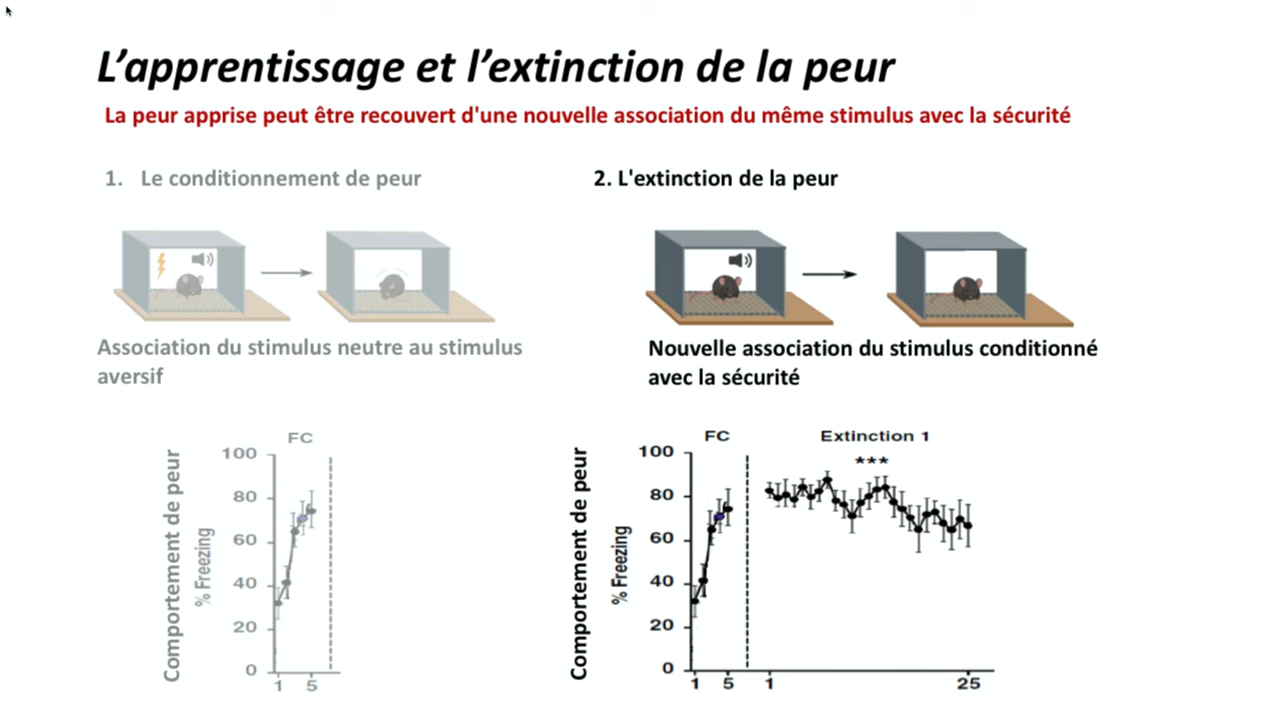 L’apprentissage et l’extinction de la peur
La peur apprise peut être recouvert d'une nouvelle association du même stimulus avec la sécurité
1. Le conditionnement de peur
2. L'extinction de la peur
Association du stimulus neutre au stimulus
aversif
Nouvelle association du stimulus conditionné
avec la sécurité
Comportement de peur
% Freezing
FC
100
80
60
40
20
0
1 5
Comportement de peur
% Freezing
FC
Extinction 1
***
100
80
60
40
20
0
1 5 1 25